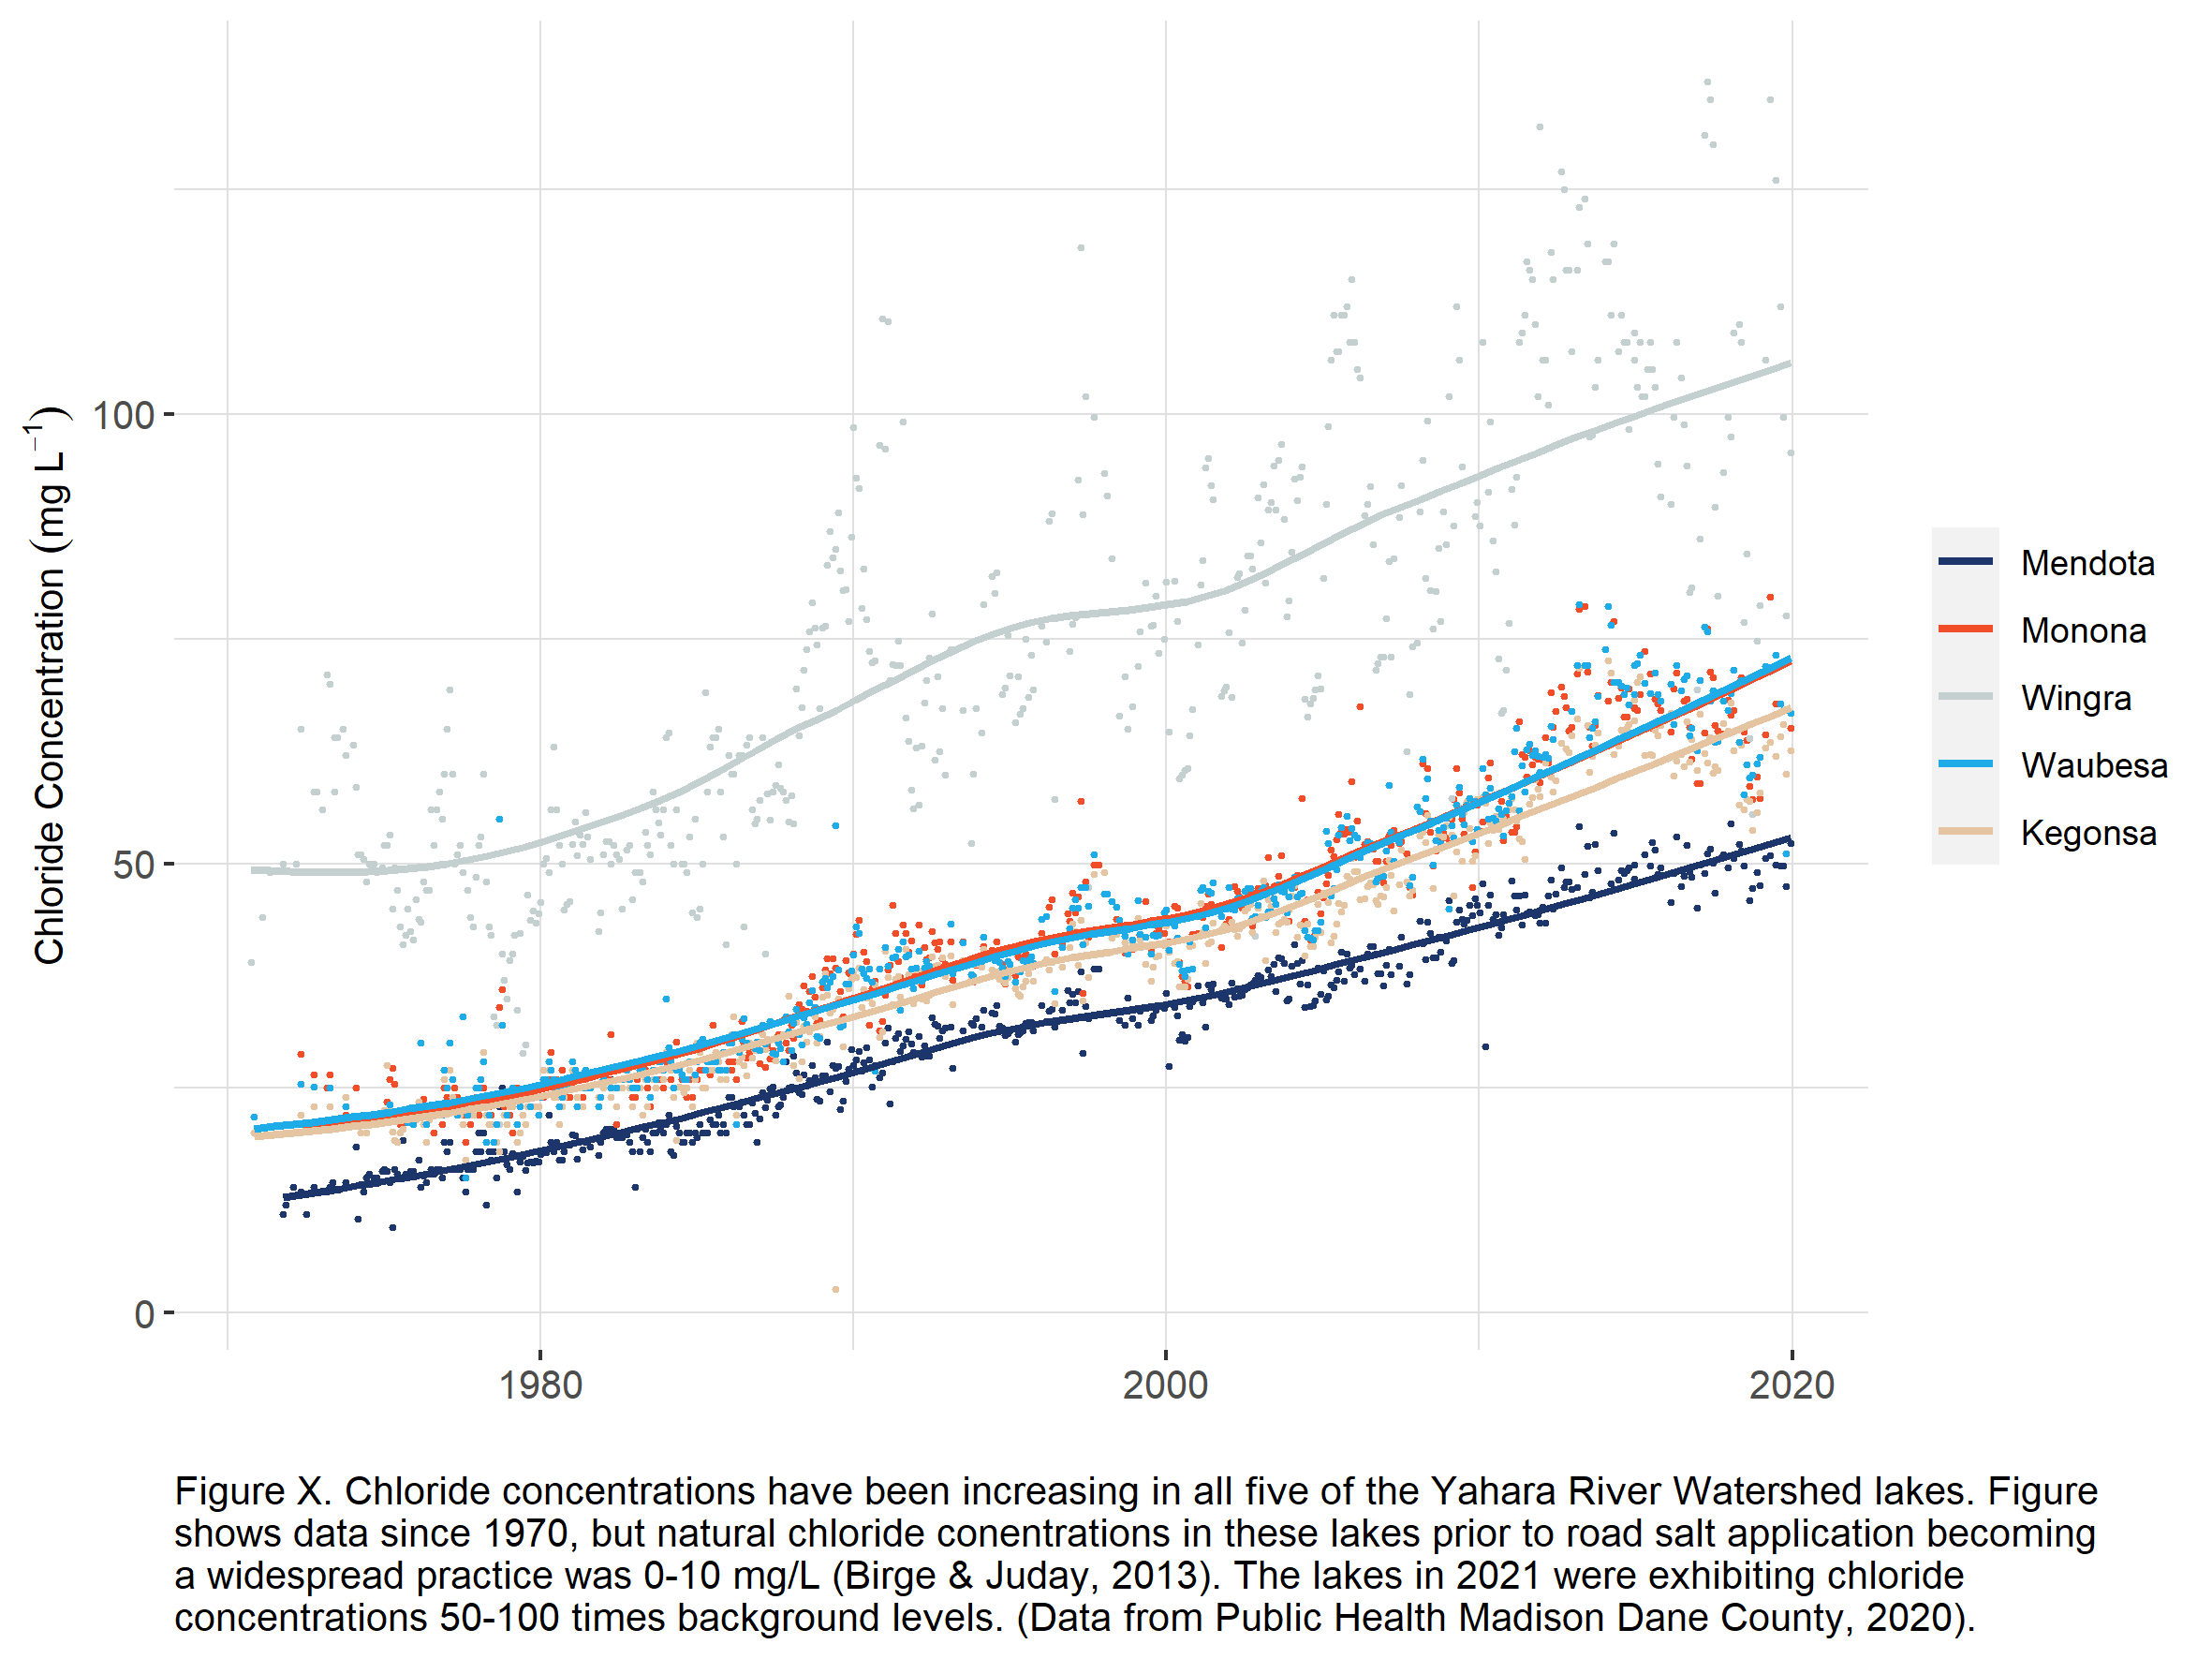 Chloride Concentration (mg L⁻¹)
100
50
0
1980
2000
2020
Mendota
Monona
Wingra
Waubesa
Kegonsa
Figure X. Chloride concentrations have been increasing in all five of the Yahara River Watershed lakes. Figure
shows data since 1970, but natural chloride conentrations in these lakes prior to road salt application becoming
a widespread practice was 0-10 mg/L (Birge & Juday, 2013). The lakes in 2021 were exhibiting chloride
concentrations 50-100 times background levels. (Data from Public Health Madison Dane County, 2020).